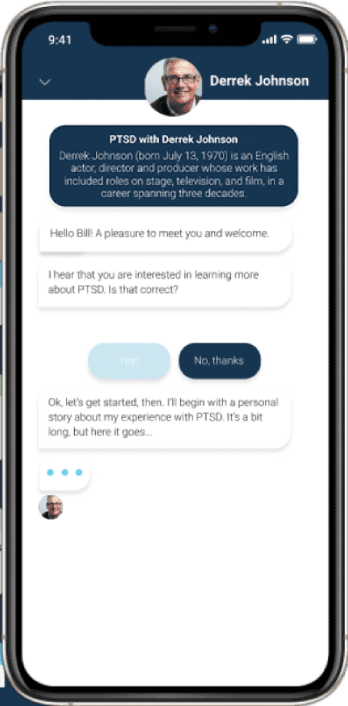 9:41
Derrek Johnson
PTSD with Derrek Johnson
Derrek Johnson (born July 13, 1970) is an English
actor, director and producer whose work has
included roles on stage, television, and film, in a
career spanning three decades.
Hello Bill! A pleasure to meet you and welcome.
I hear that you are interested in learning more
about PTSD. Is that correct?
Yes!
No, thanks
Ok, let's get started, then. I'll begin with a personal
story about my experience with PTSD. It's a bit
long, but here it goes...